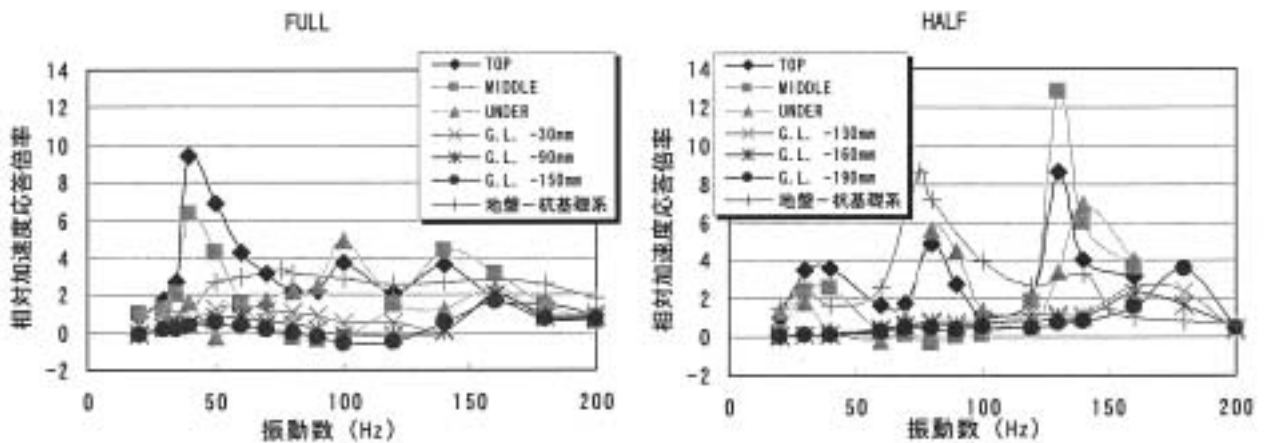 FULL
相対加速度応答倍率
14
12
10
8
6
4
2
0
-2
0
50
100
150
200
振動数 (Hz)
TOP
MIDDLE
UNDER
G.L. -30mm
G.L. -90mm
G.L. -150mm
地盤-杭基礎系
HALF
相対加速度応答倍率
14
12
10
8
6
4
2
0
-2
0
50
100
150
200
振動数 (Hz)
TOP
MIDDLE
UNDER
G.L. -130mm
G.L. -160mm
G.L. -190mm
地盤-杭基礎系